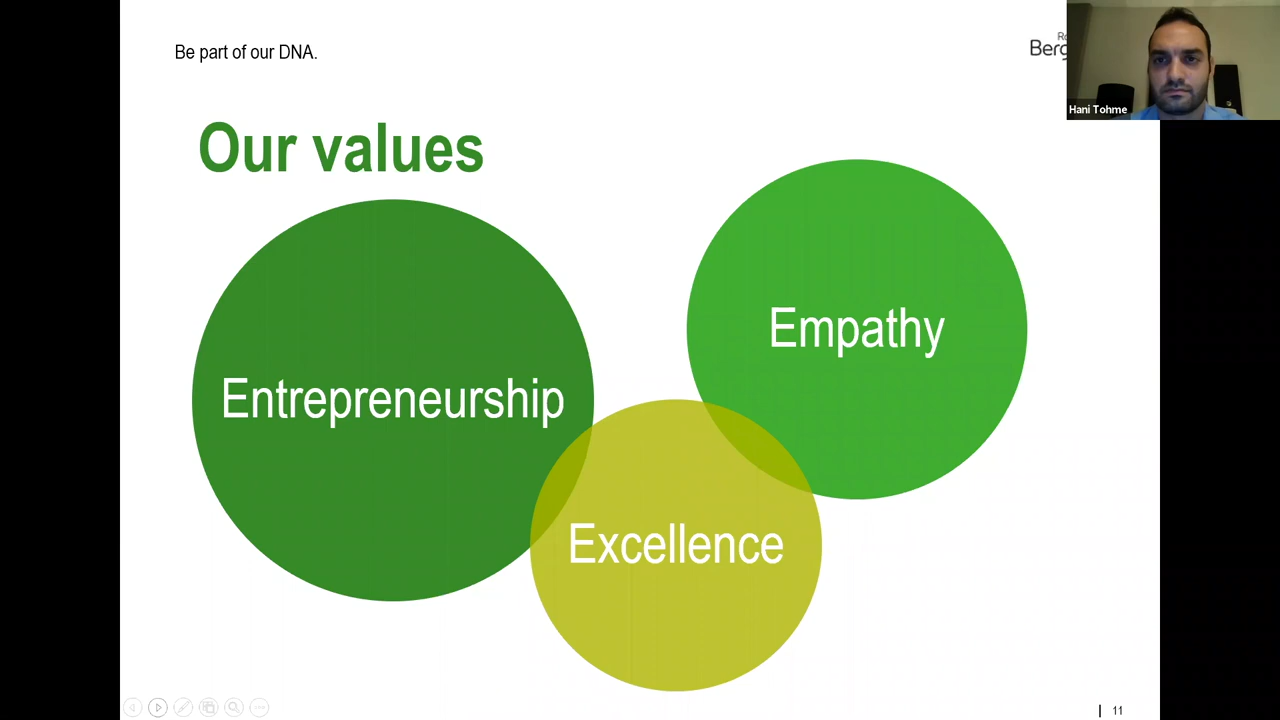 Be part of our DNA.
Hani Tohme
Our values
Empathy
Entrepreneurship
Excellence
11